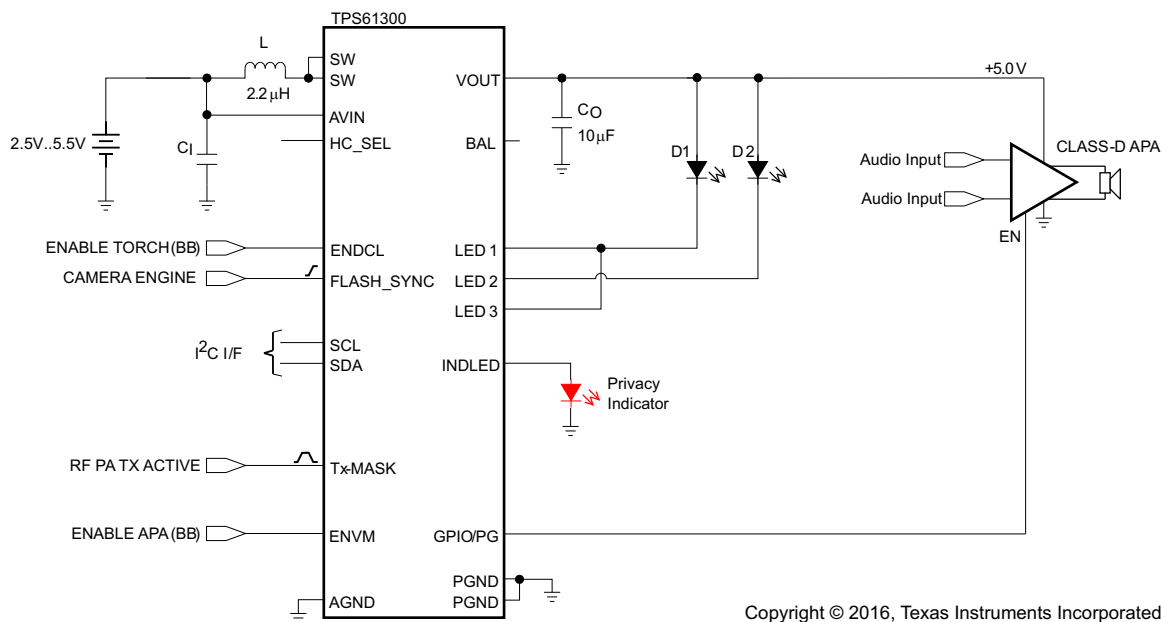 TPS61300
L
2.2 μH
SW
SW
AVIN
HC_SEL
2.5V..5.5V
CI
VOUT
BAL
CO
10μF
D1
D2
+5.0 V
CLASS-D APA
Audio Input
Audio Input
EN
ENABLE TORCH (BB)
ENDCL
CAMERA ENGINE
FLASH_SYNC
LED 1
LED 2
LED 3
I2C I/F
SCL
SDA
INDLED
Privacy
Indicator
RF PA TX ACTIVE
Tx-MASK
ENABLE APA (BB)
ENVM
GPIO/PG
PGND
PGND
AGND
Copyright © 2016, Texas Instruments Incorporated